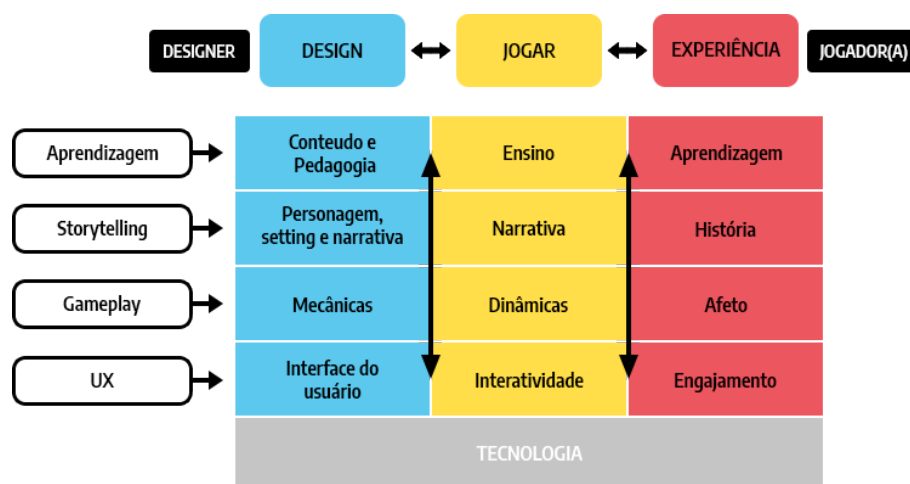 DESIGNER
DESIGN
JOGAR
EXPERIÊNCIA
JOGADOR(A)
Aprendizagem
Conteudo e
Pedagogia
Ensino
Aprendizagem
Storytelling
Personagem,
setting e narrativa
Narrativa
História
Gameplay
Mecânicas
Dinâmicas
Afeto
UX
Interface do
usuário
Interatividade
Engajamento
TECNOLOGIA